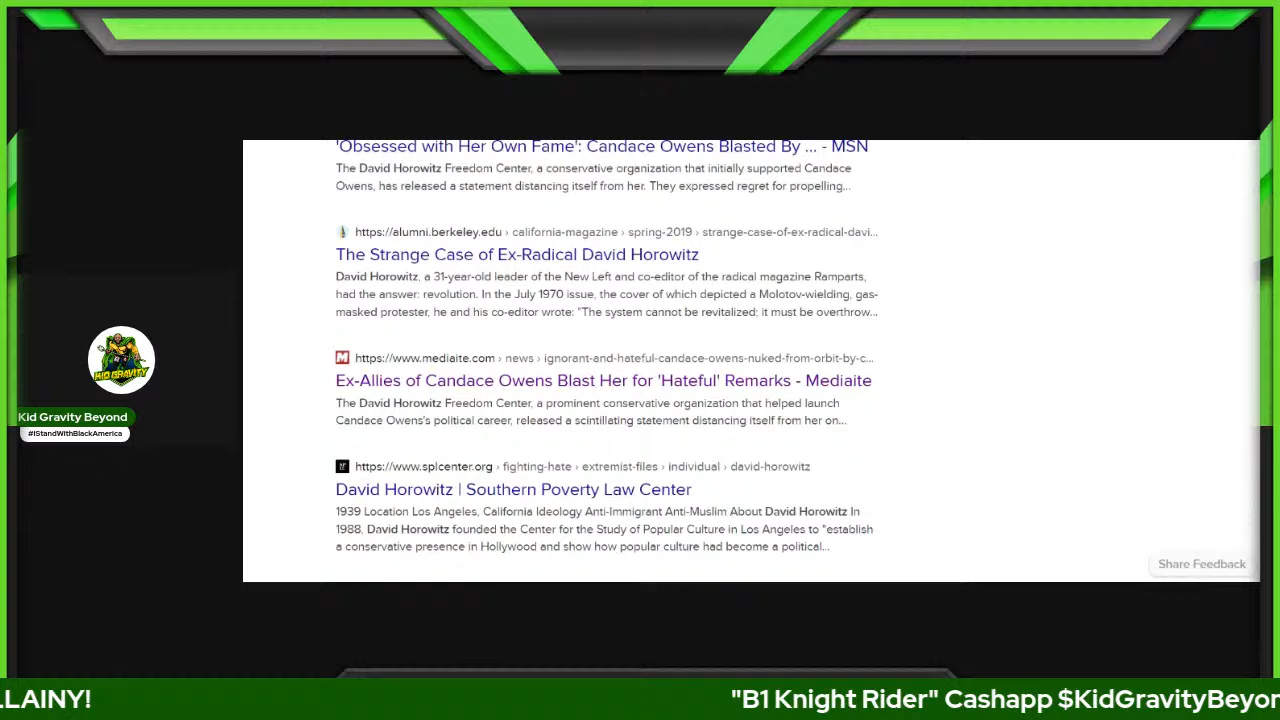 'Obsessed with Her Own Fame': Candace Owens Blasted By ... - MSN
The David Horowitz Freedom Center, a conservative organization that initially supported Candace
Owens, has released a statement distancing itself from her. They expressed regret for propelling...
https://alumni.berkeley.edu › california-magazine › spring-2019 › strange-case-of-ex-radical-davi...
The Strange Case of Ex-Radical David Horowitz
David Horowitz, a 31-year-old leader of the New Left and co-editor of the radical magazine Ramparts,
had the answer: revolution. In the July 1970 issue, the cover of which depicted a Molotov-wielding, gas-
masked protester, he and his co-editor wrote: "The system cannot be revitalized: it must be overthrow...
https://www.mediaite.com › news › ignorant-and-hateful-candace-owens-nuked-from-orbit-by-c...
Ex-Allies of Candace Owens Blast Her for 'Hateful' Remarks - Mediaite
The David Horowitz Freedom Center, a prominent conservative organization that helped launch
Candace Owens's political career, released a scintillating statement distancing itself from her on...
https://www.splcenter.org › fighting-hate › extremist-files › individual › david-horowitz
David Horowitz | Southern Poverty Law Center
1939 Location Los Angeles, California Ideology Anti-Immigrant Anti-Muslim About David Horowitz In
1988, David Horowitz founded the Center for the Study of Popular Culture in Los Angeles to "establish
a conservative presence in Hollywood and show how popular culture had become a political...
Share Feedback
KID GRAVITY
Kid Gravity Beyond
#IStandWithBlackAmerica
LLAINY! "B1 Knight Rider" Cashapp $KidGravityBeyon